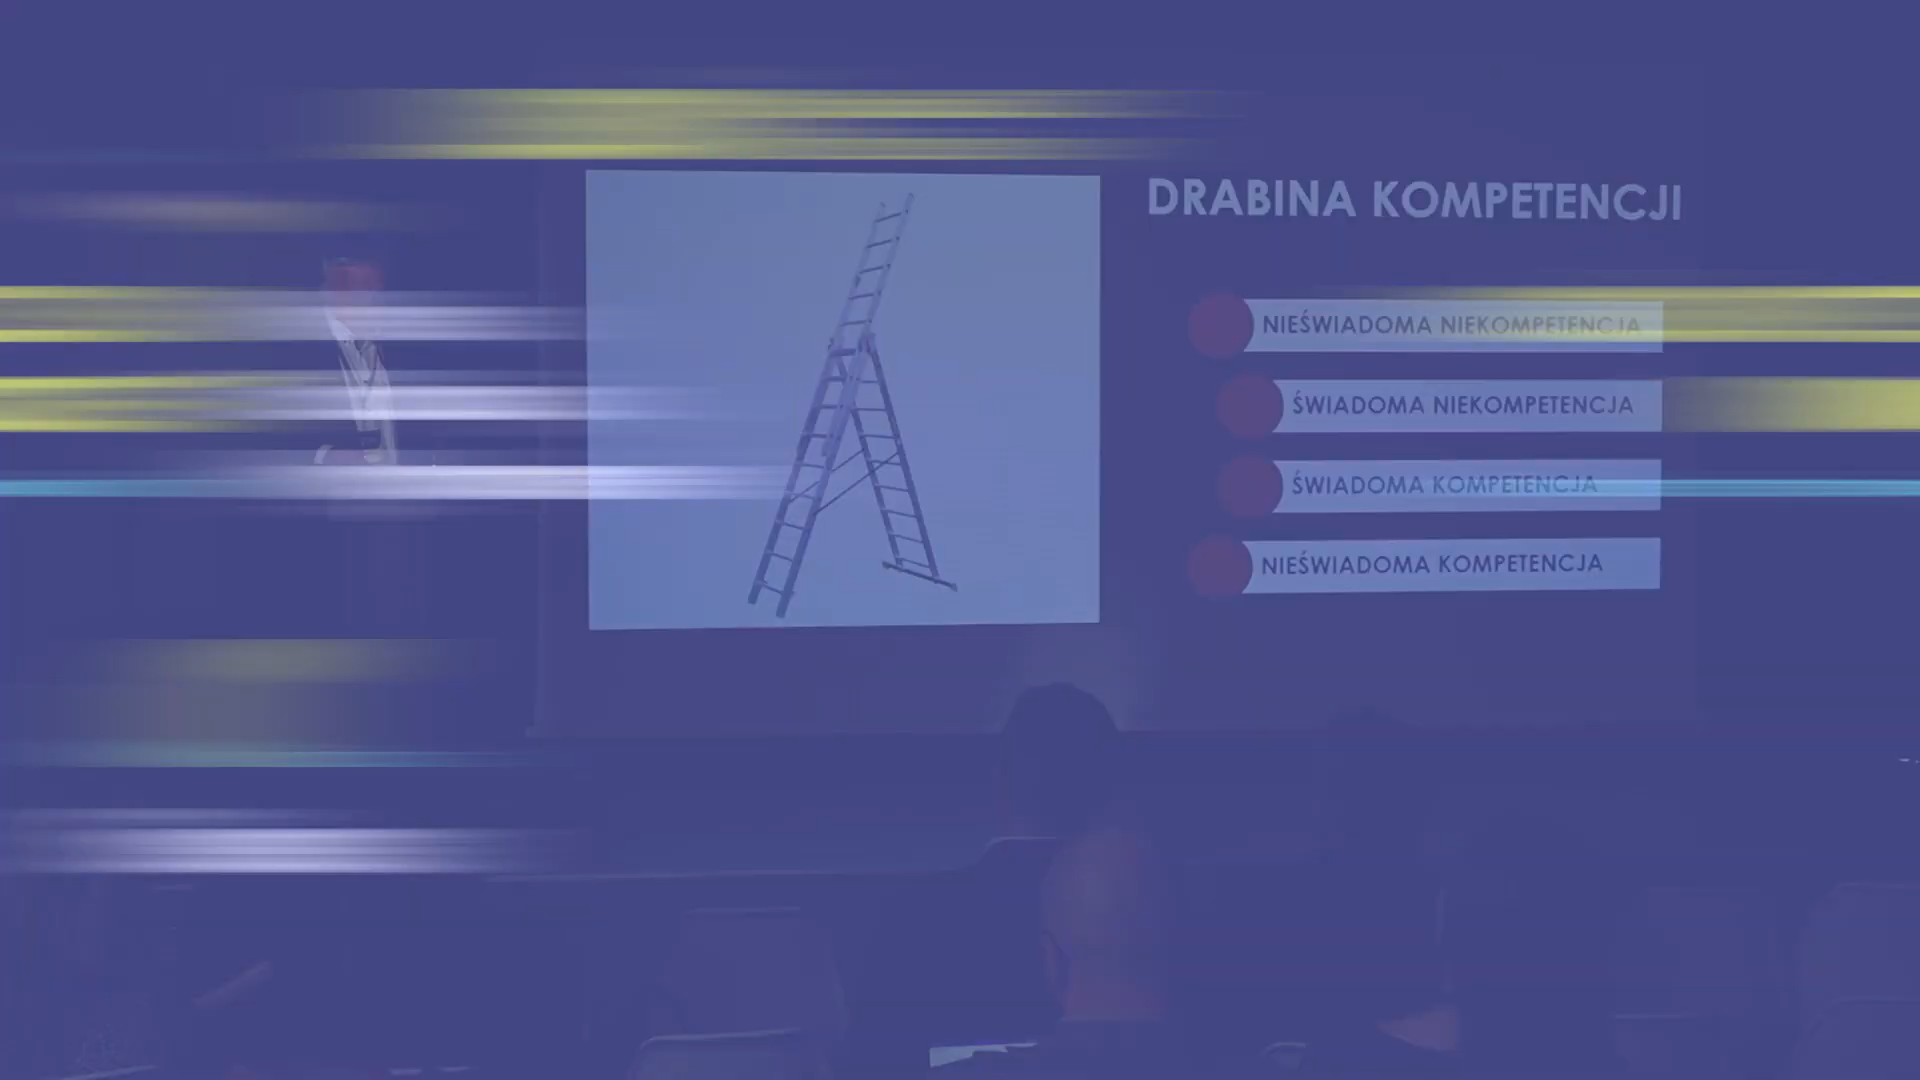 DRABINA KOMPETENCJI
NIEŚWIADOMA NIEKOMPETENCJA
ŚWIADOMA NIEKOMPETENCJA
ŚWIADOMA KOMPETENCJA
NIEŚWIADOMA KOMPETENCJA